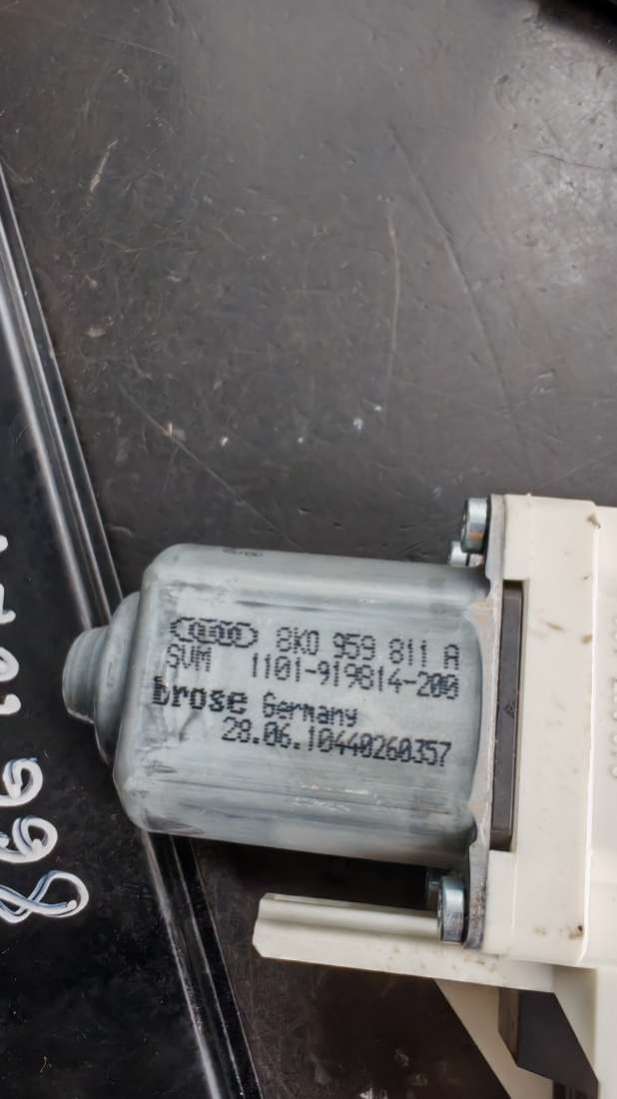 8K0 959 811 A
SVM 1101-919814-200
brose Germany
28.06.10440260357